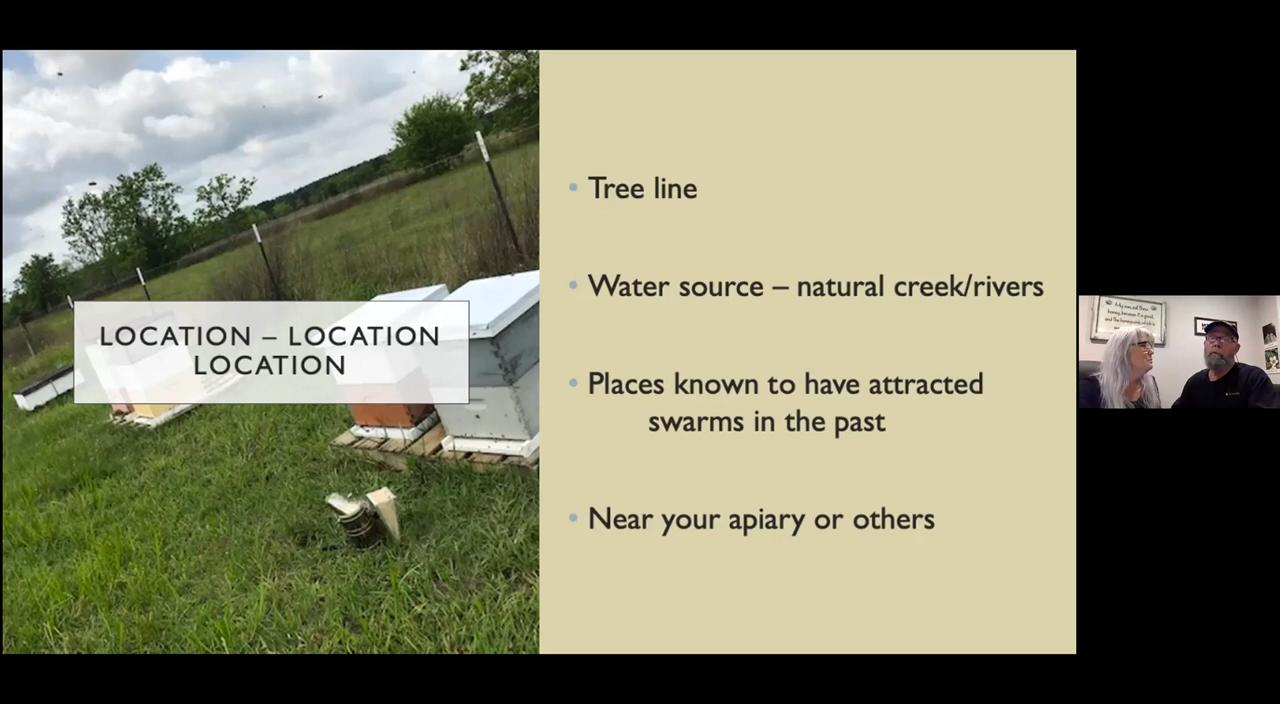 LOCATION – LOCATION
LOCATION
• Tree line
• Water source – natural creek/rivers
• Places known to have attracted
swarms in the past
• Near your apiary or others